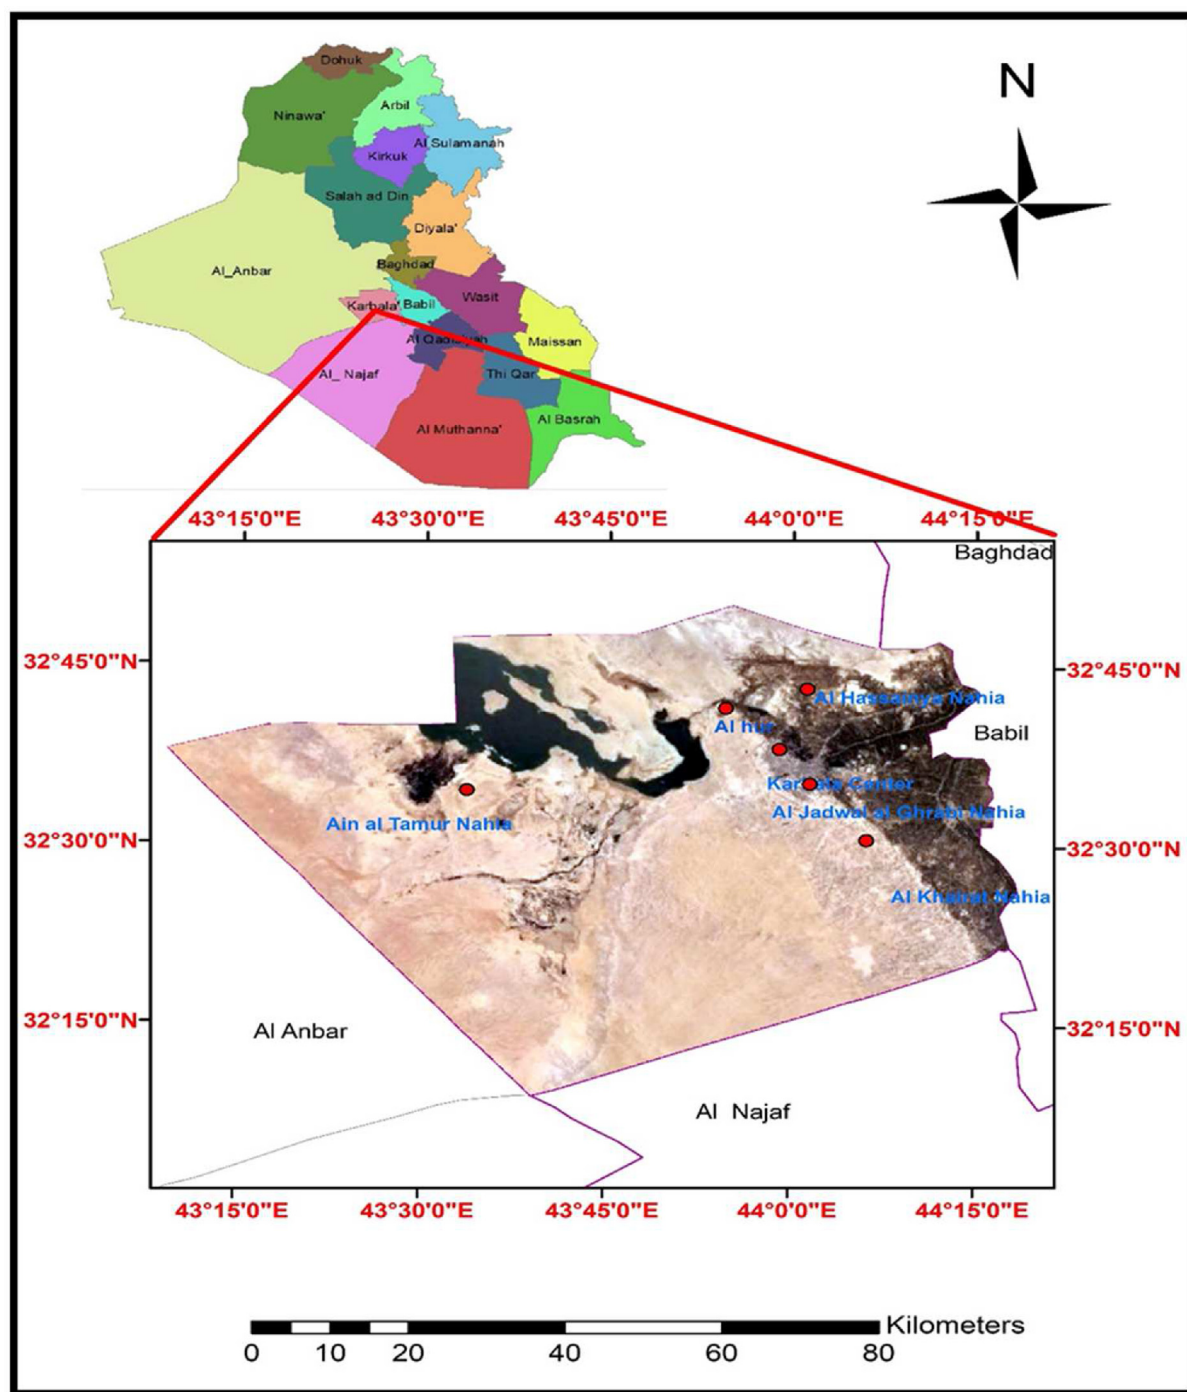 N
Dohuk
Ninawa'
Arbil
Al_Sulamanah
Kirkuk
Salah ad Din
Diyala'
Al_Anbar
Baghdad
Karbala'
Babil
Wasit
Al Qadisiyah
Maissan
Al_ Najaf
Thi Qar
Al Muthanna'
Al Basrah
43°15'0"E 43°30'0"E 43°45'0"E 44°0'0"E 44°15'0"E
Baghdad
32°45'0"N 32°45'0"N
Al Hassainya Nahia
Al hur
Babil
Karbala Center
Al Jadwal al Ghrabi Nahia
Ain al Tamur Nahia
32°30'0"N 32°30'0"N
Al Khairat Nahia
32°15'0"N 32°15'0"N
Al Anbar
Al Najaf
43°15'0"E 43°30'0"E 43°45'0"E 44°0'0"E 44°15'0"E
Kilometers
0 10 20 40 60 80